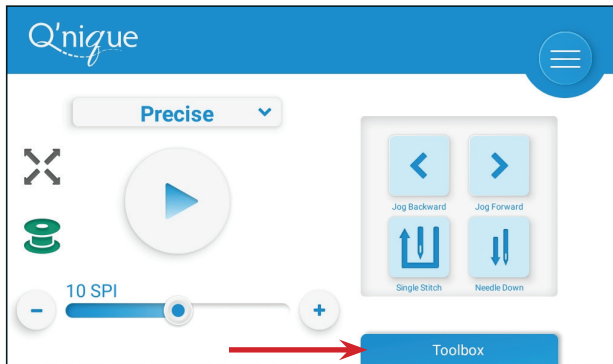 Q'nique
Precise
Jog Backward
Jog Forward
10 SPI
Single Stitch
Needle Down
Toolbox